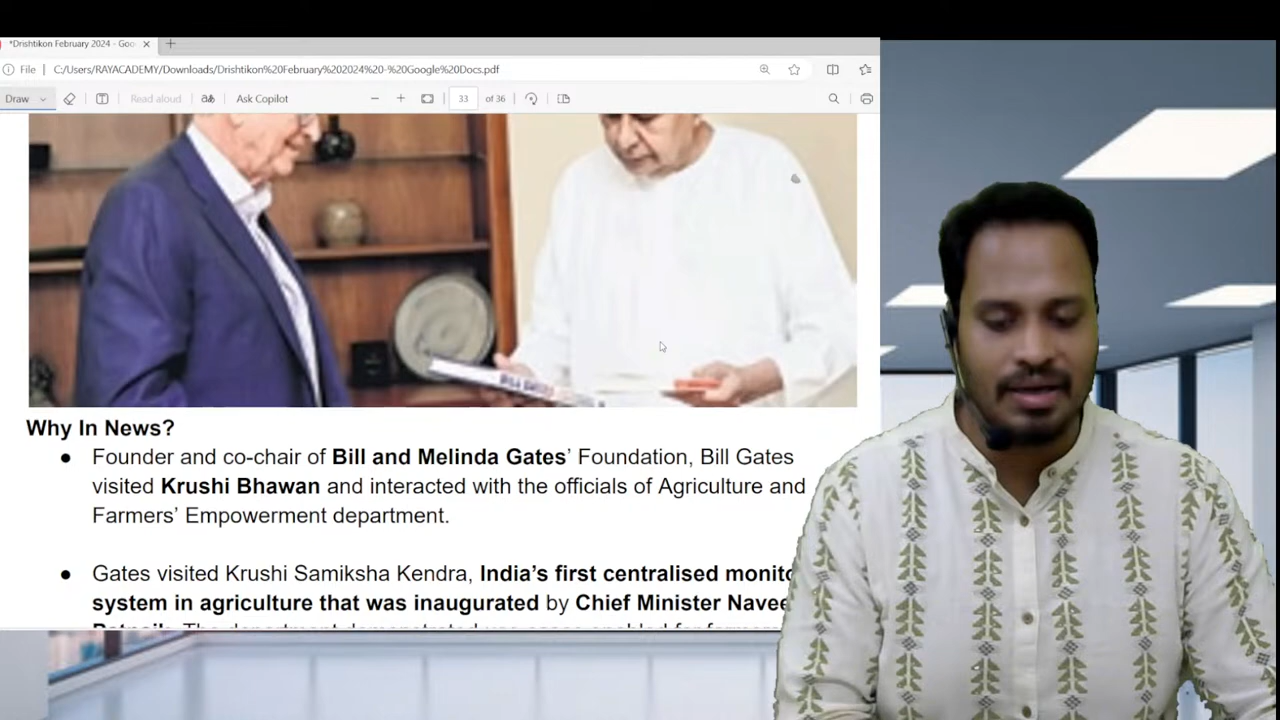 *Drishtikon February 2024 - Goo
File C:/Users/RAYACADEMY/Downloads/Drishtikon%20February%202024%20-%20Google%20Docs.pdf
Draw Read aloud Ask Copilot 33 of 36
BILL GATES
Why In News?
● Founder and co-chair of Bill and Melinda Gates’ Foundation, Bill Gates
visited Krushi Bhawan and interacted with the officials of Agriculture and
Farmers’ Empowerment department.
● Gates visited Krushi Samiksha Kendra, India’s first centralised monito
system in agriculture that was inaugurated by Chief Minister Navee